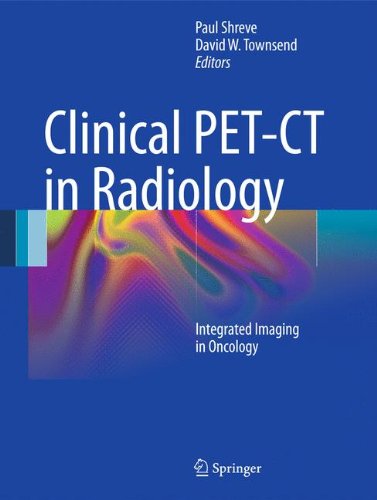 Paul Shreve
David W. Townsend
Editors
Clinical PET-CT
in Radiology
Integrated Imaging
in Oncology
Springer